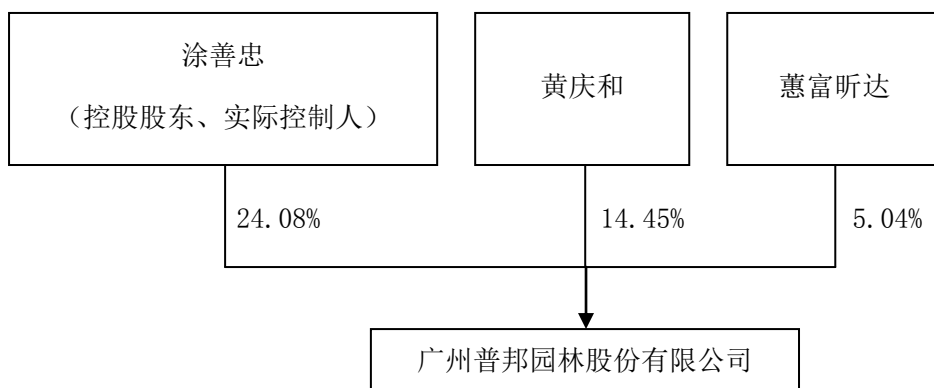 涂善忠
（控股股东、实际控制人）
黄庆和
蕙富昕达
24.08%
14.45%
5.04%
广州普邦园林股份有限公司